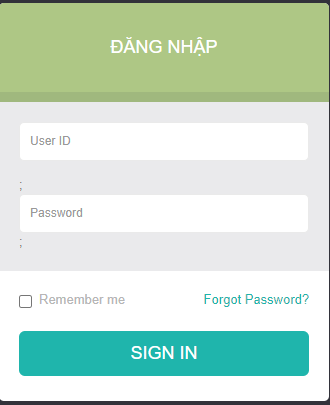 ĐĂNG NHẬP
User ID
;
Password
;
Remember me Forgot Password?
SIGN IN